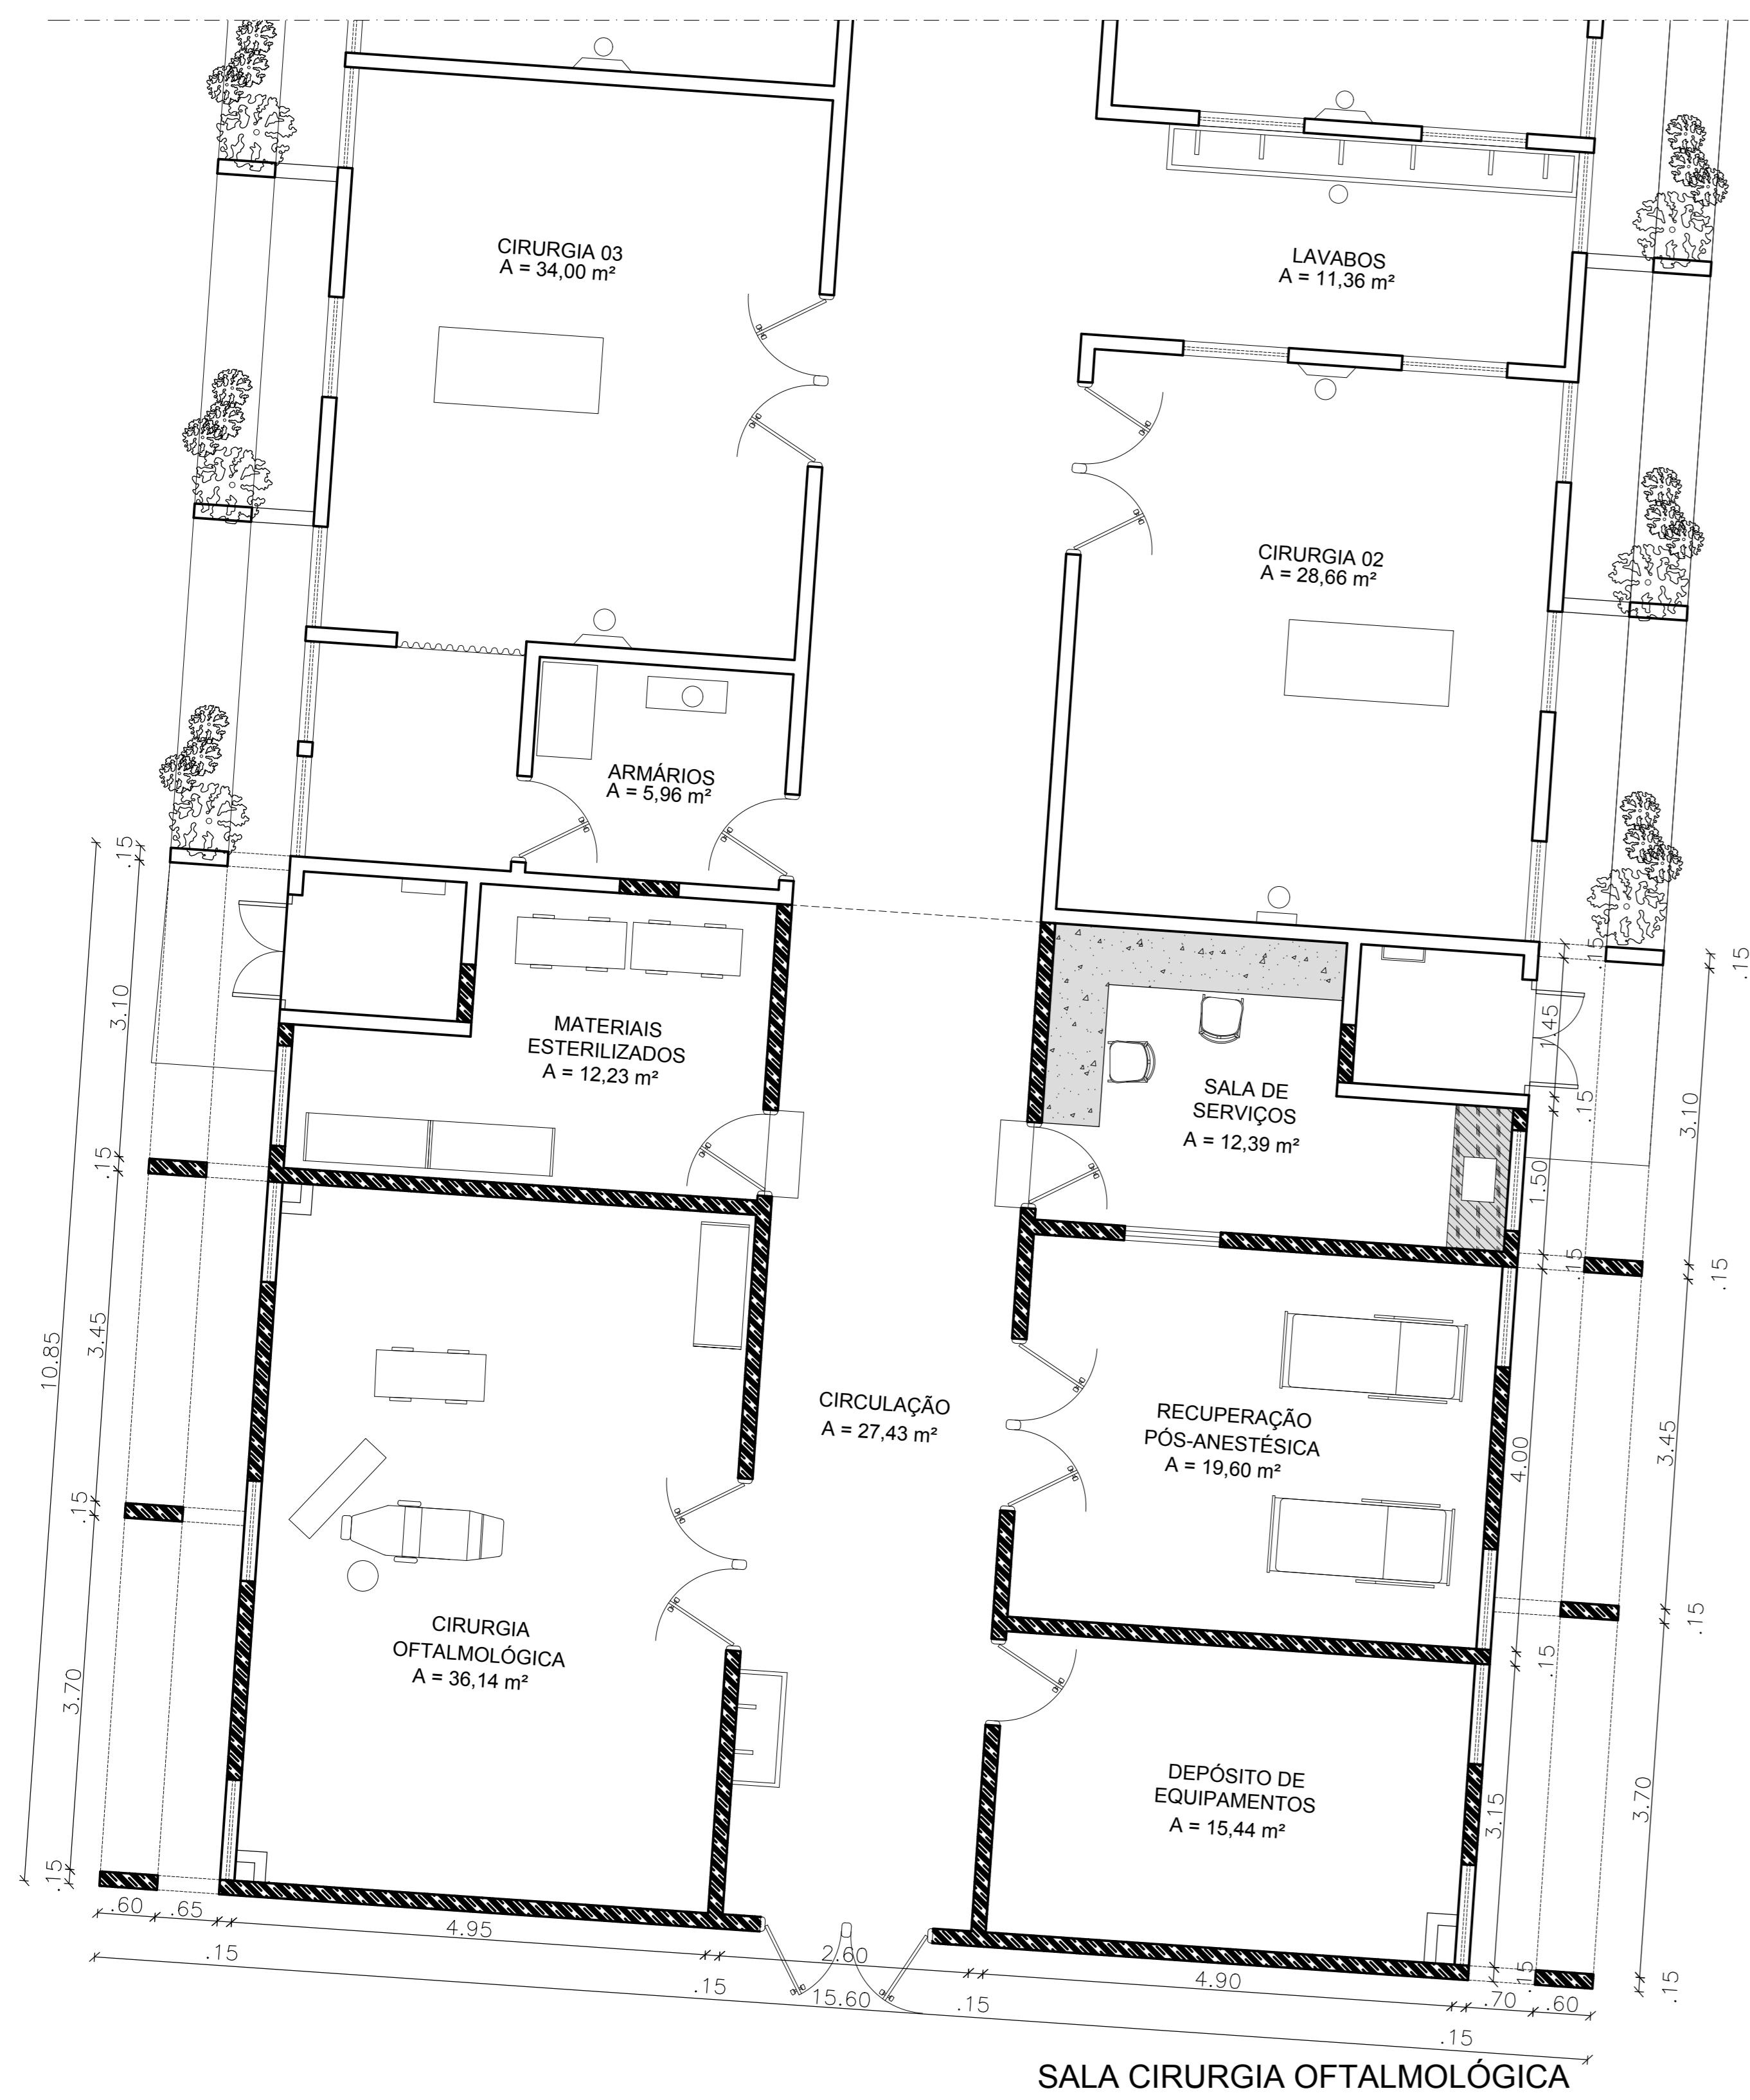 CIRURGIA 03
A = 34,00 m²
LAVABOS
A = 11,36 m²
CIRURGIA 02
A = 28,66 m²
ARMÁRIOS
A = 5,96 m²
MATERIAIS
ESTERILIZADOS
A = 12,23 m²
SALA DE
SERVIÇOS
A = 12,39 m²
CIRCULAÇÃO
A = 27,43 m²
RECUPERAÇÃO
PÓS-ANESTÉSICA
A = 19,60 m²
CIRURGIA
OFTALMOLÓGICA
A = 36,14 m²
DEPÓSITO DE
EQUIPAMENTOS
A = 15,44 m²
10.85
.15
3.10
.15
3.45
.15
3.70
.15
.15
1.45
.15
1.50
.15
4.00
.15
3.15
.15
.15
3.10
.15
3.45
.15
3.70
.15
.60
.65
.15
4.95
.15
2.60
.15
4.90
.15
.70
.60
15.60
SALA CIRURGIA OFTALMOLÓGICA